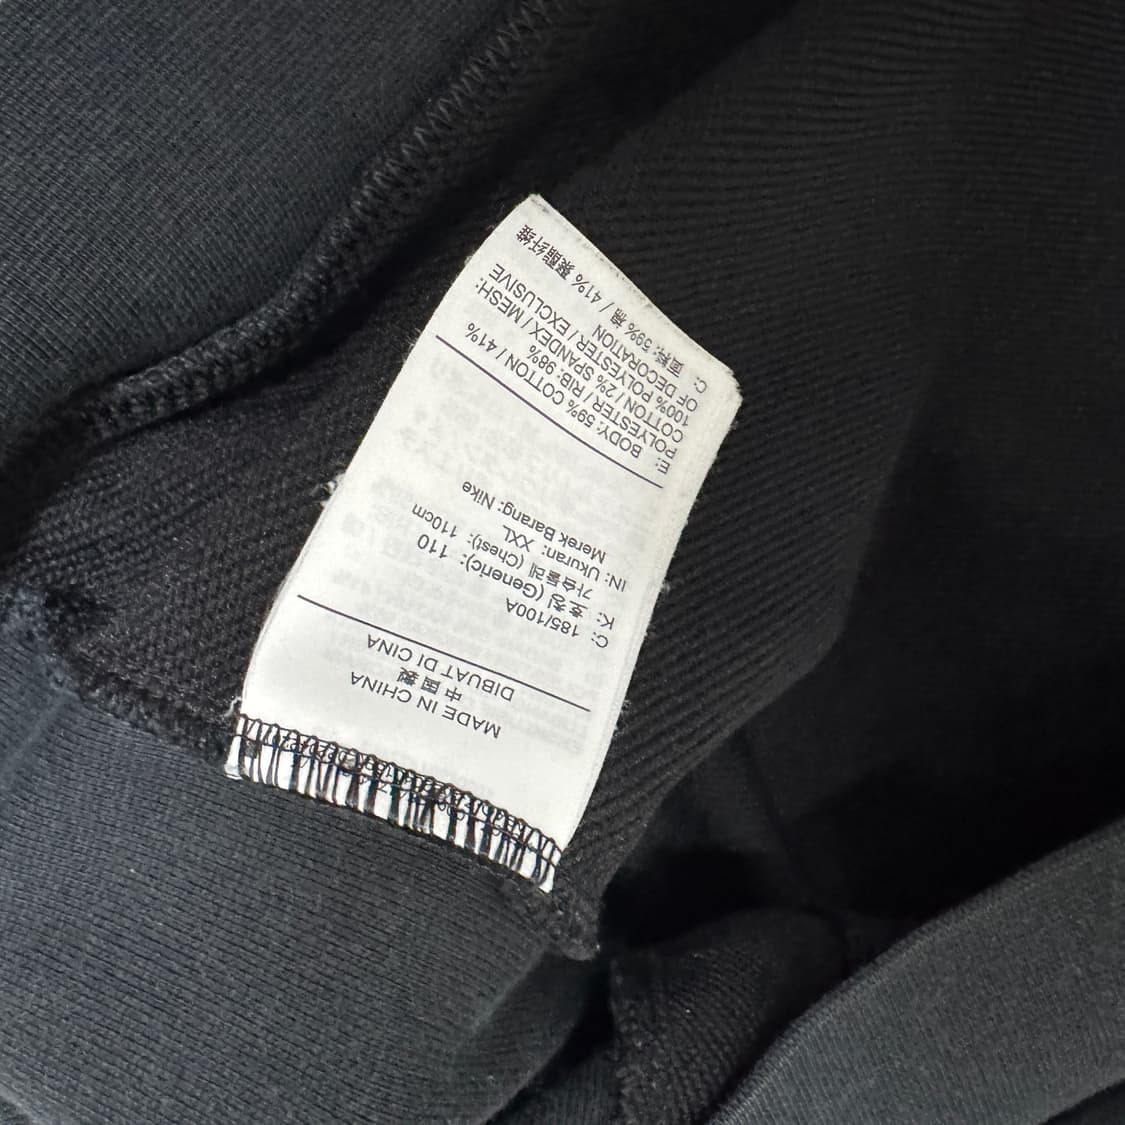 MADE IN CHINA
中國製
DIBUAT DI CINA
C: 185/100A
K: 호칭 (Generic): 110
가슴둘레 (Chest): 110cm
IN: Ukuran: XXL
Merek Barang: Nike
E: BODY: 59% COTTON / 41%
POLYESTER / RIB: 98%
COTTON / 2% SPANDEX / MESH:
100% POLYESTER / EXCLUSIVE
OF DECORATION
C: 面料: 59% 棉 / 41% 聚酯纤维